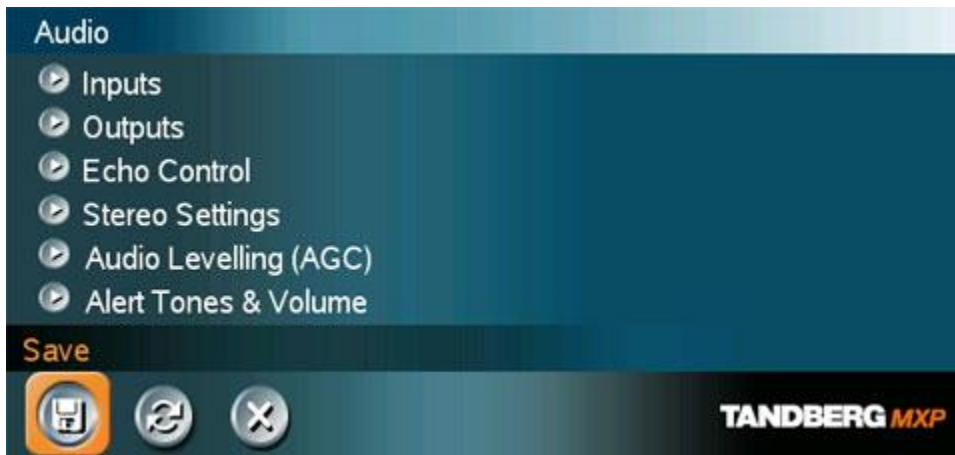 Audio
Inputs
Outputs
Echo Control
Stereo Settings
Audio Levelling (AGC)
Alert Tones & Volume
Save
TANDBERG MXP